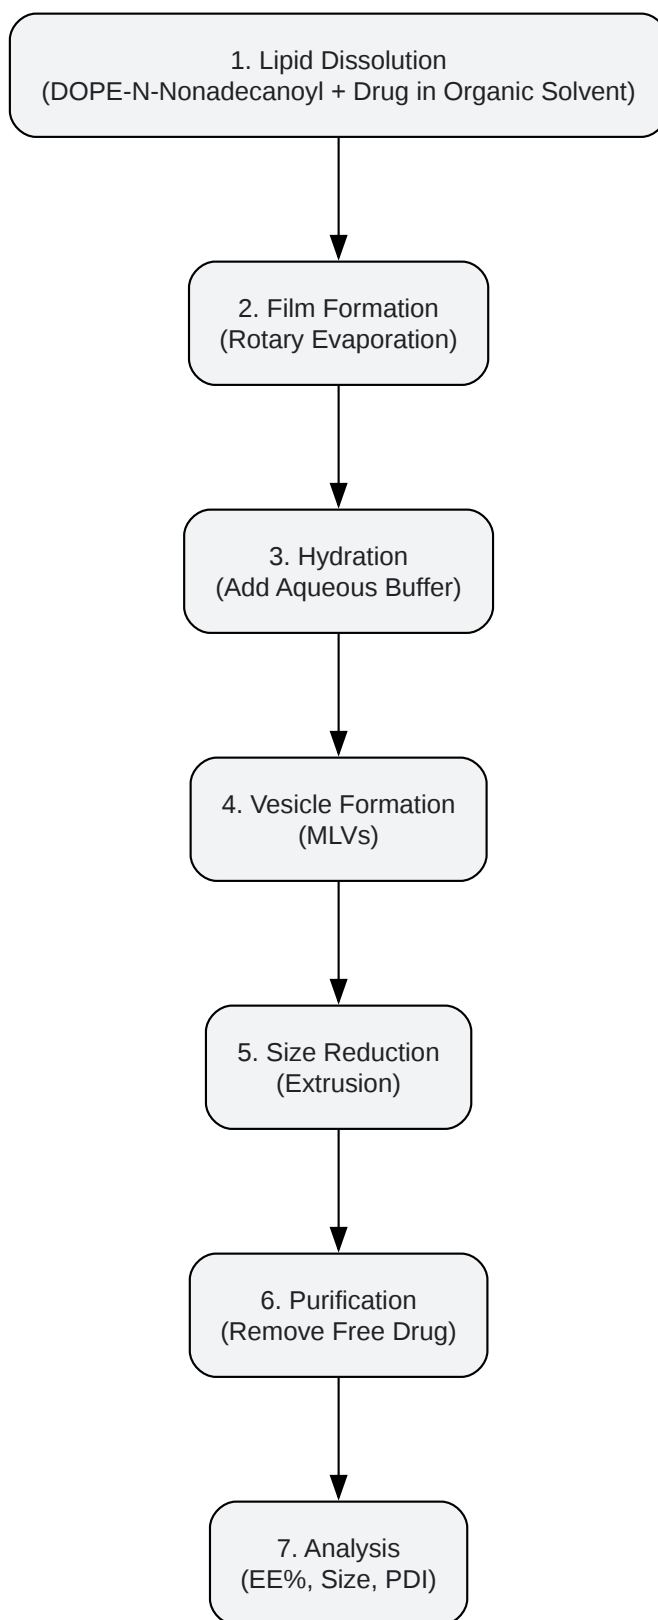 1. Lipid Dissolution
(DOPE-N-Nonadecanoyl + Drug in Organic Solvent)
2. Film Formation
(Rotary Evaporation)
3. Hydration
(Add Aqueous Buffer)
4. Vesicle Formation
(MLVs)
5. Size Reduction
(Extrusion)
6. Purification
(Remove Free Drug)
7. Analysis
(EE%, Size, PDI)